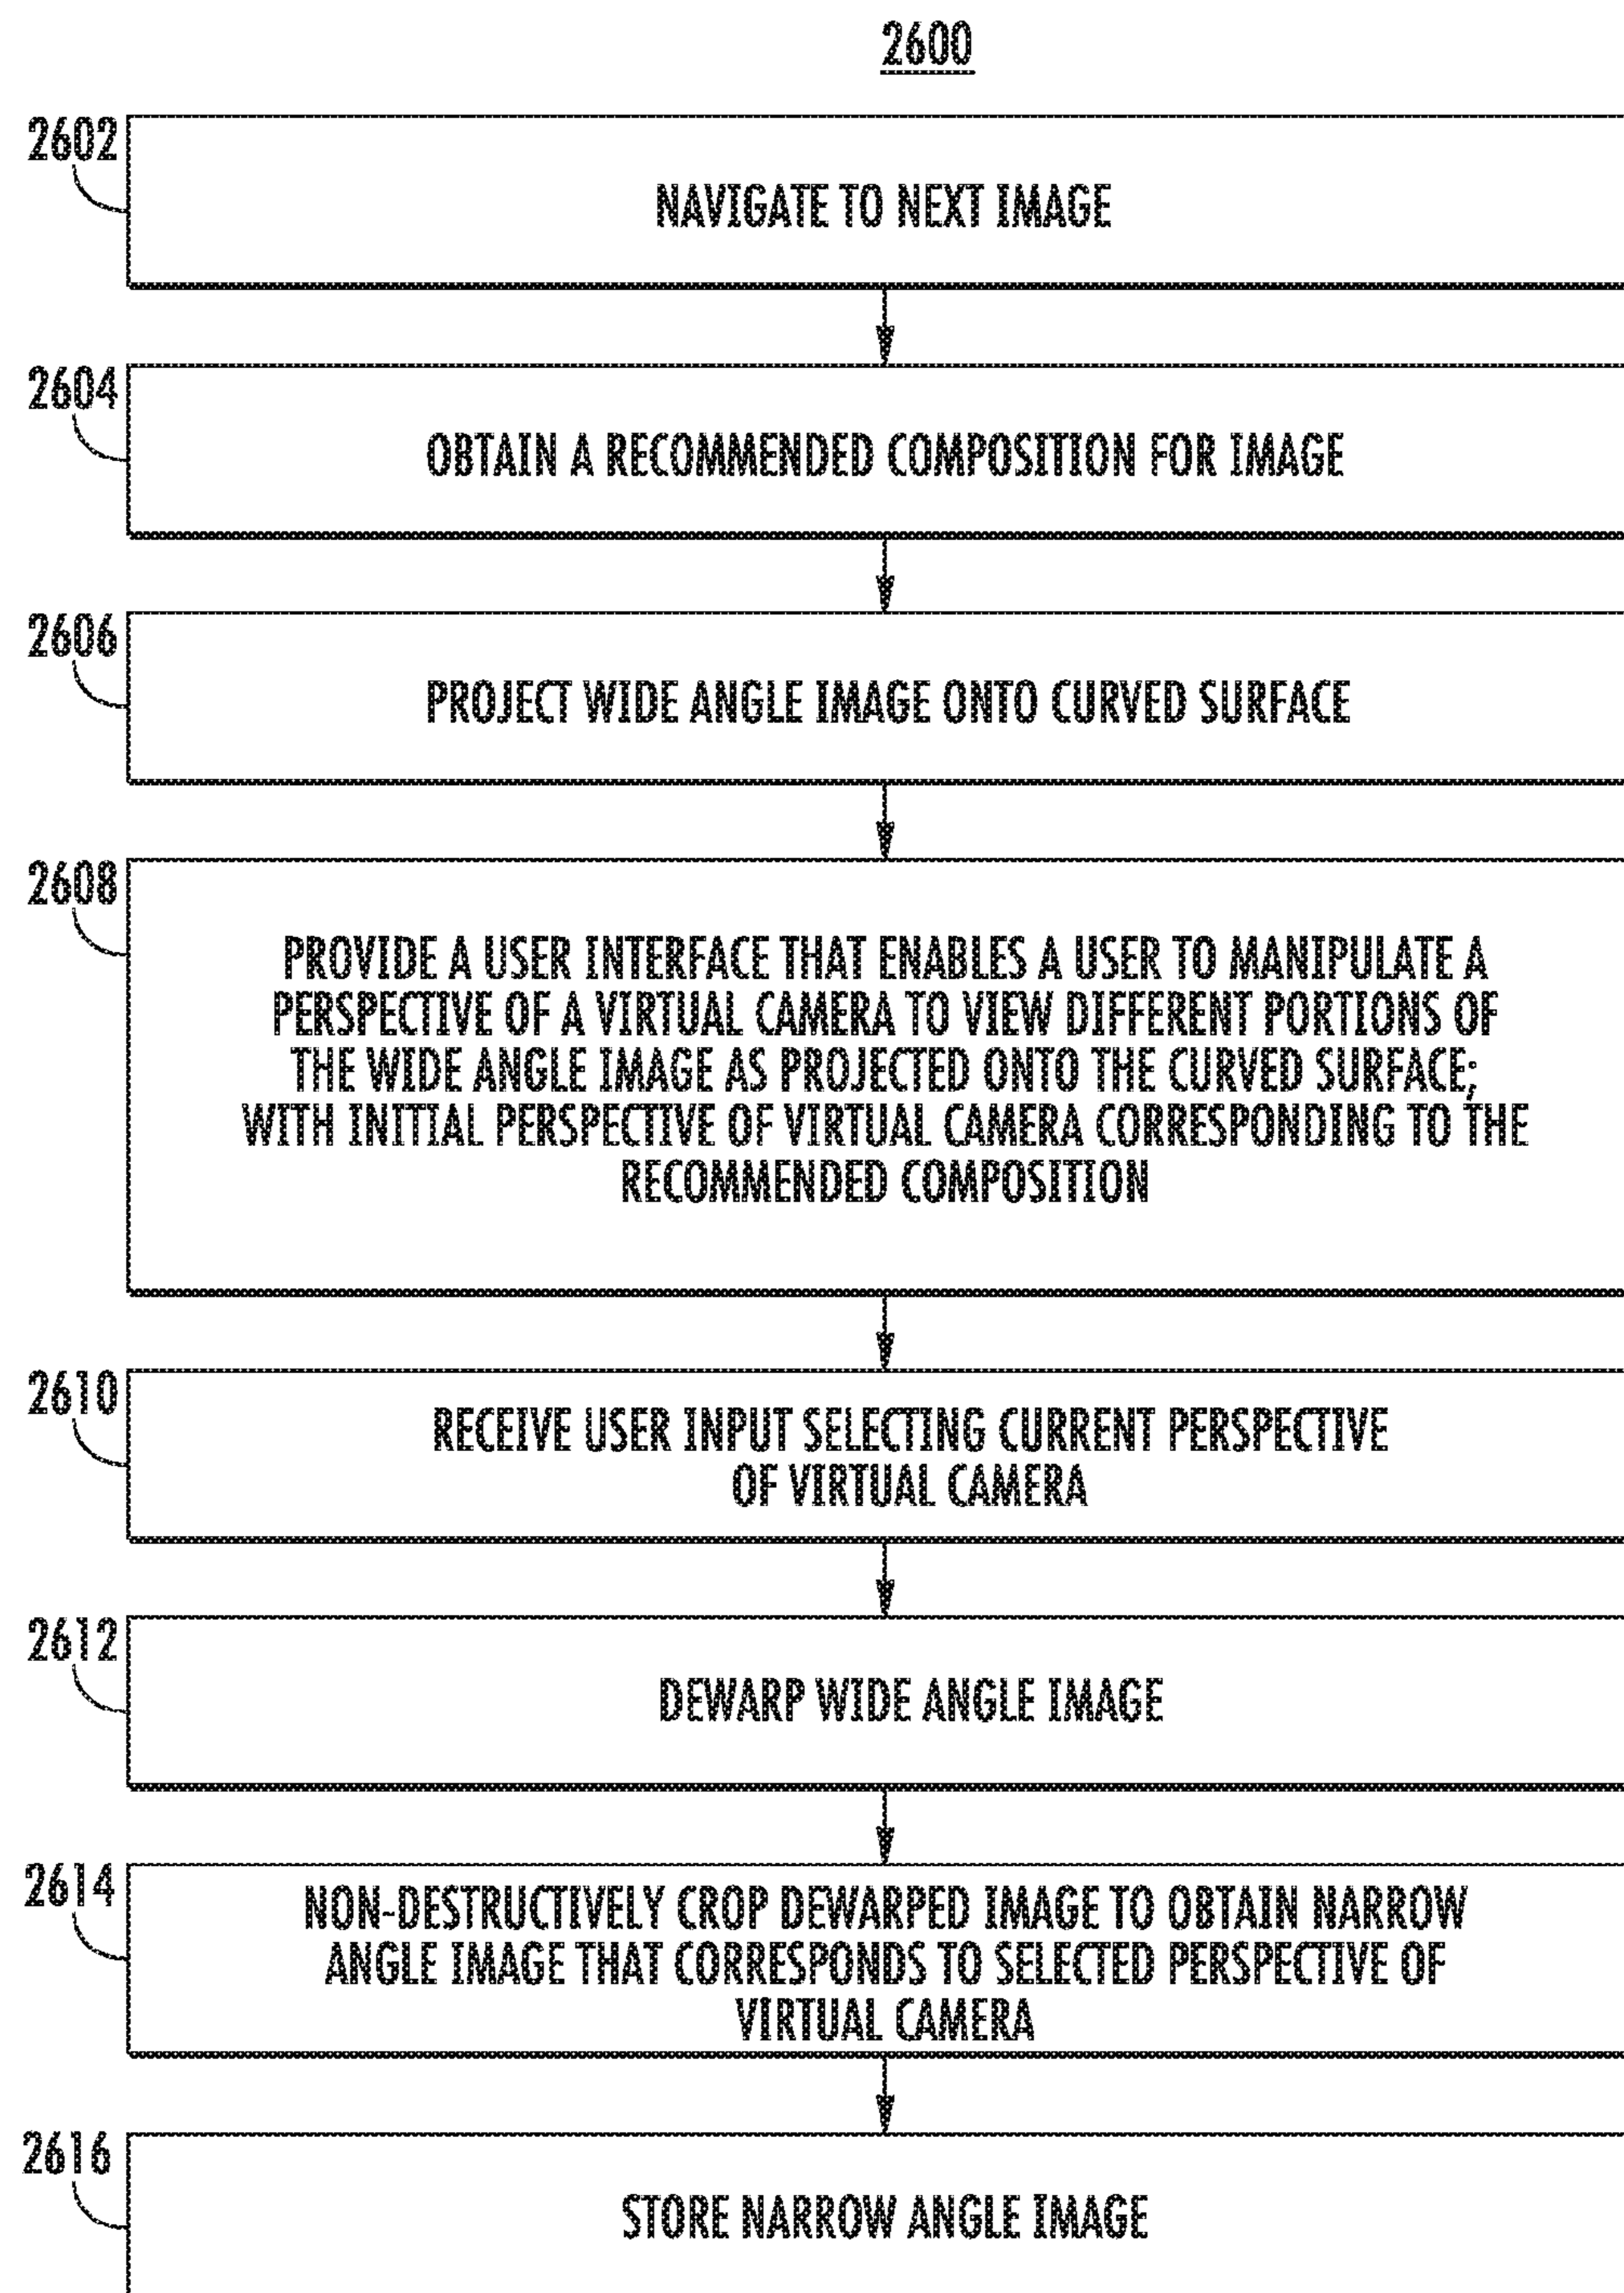 2600
2602
NAVIGATE TO NEXT IMAGE
2604
OBTAIN A RECOMMENDED COMPOSITION FOR IMAGE
2606
PROJECT WIDE ANGLE IMAGE ONTO CURVED SURFACE
2608
PROVIDE A USER INTERFACE THAT ENABLES A USER TO MANIPULATE A
PERSPECTIVE OF A VIRTUAL CAMERA TO VIEW DIFFERENT PORTIONS OF
THE WIDE ANGLE IMAGE AS PROJECTED ONTO THE CURVED SURFACE;
WITH INITIAL PERSPECTIVE OF VIRTUAL CAMERA CORRESPONDING TO THE
RECOMMENDED COMPOSITION
2610
RECEIVE USER INPUT SELECTING CURRENT PERSPECTIVE
OF VIRTUAL CAMERA
2612
DEWARP WIDE ANGLE IMAGE
2614
NON-DESTRUCTIVELY CROP DEWARPED IMAGE TO OBTAIN NARROW
ANGLE IMAGE THAT CORRESPONDS TO SELECTED PERSPECTIVE OF
VIRTUAL CAMERA
2616
STORE NARROW ANGLE IMAGE